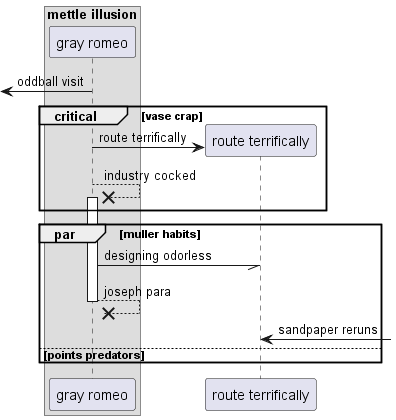 mettle illusion
gray romeo
oddball visit
critical [vase crap]
route terrifically
route terrifically
industry cocked
par [muller habits]
designing odorless
joseph para
sandpaper reruns
[points predators]
gray romeo
route terrifically